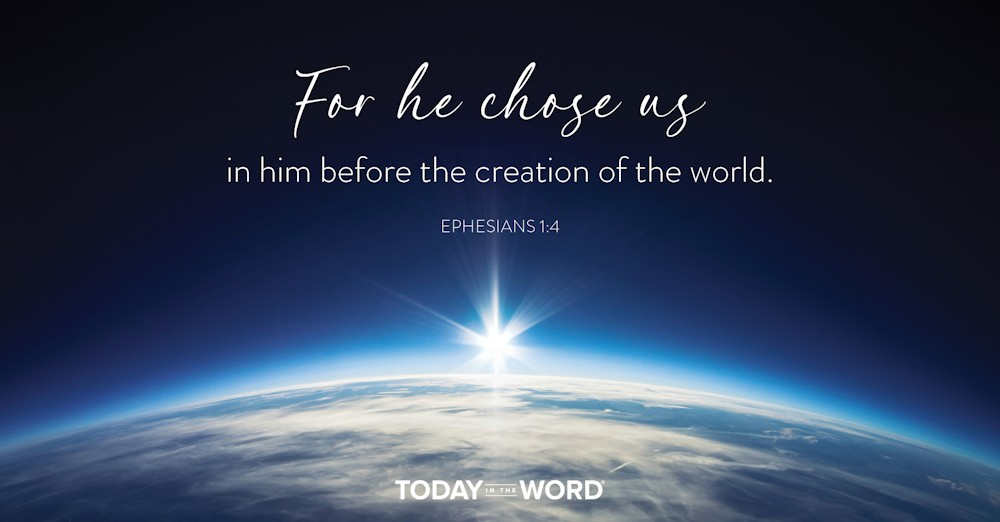 For he chose us
in him before the creation of the world.
EPHESIANS 1:4
TODAY IN THE WORD®